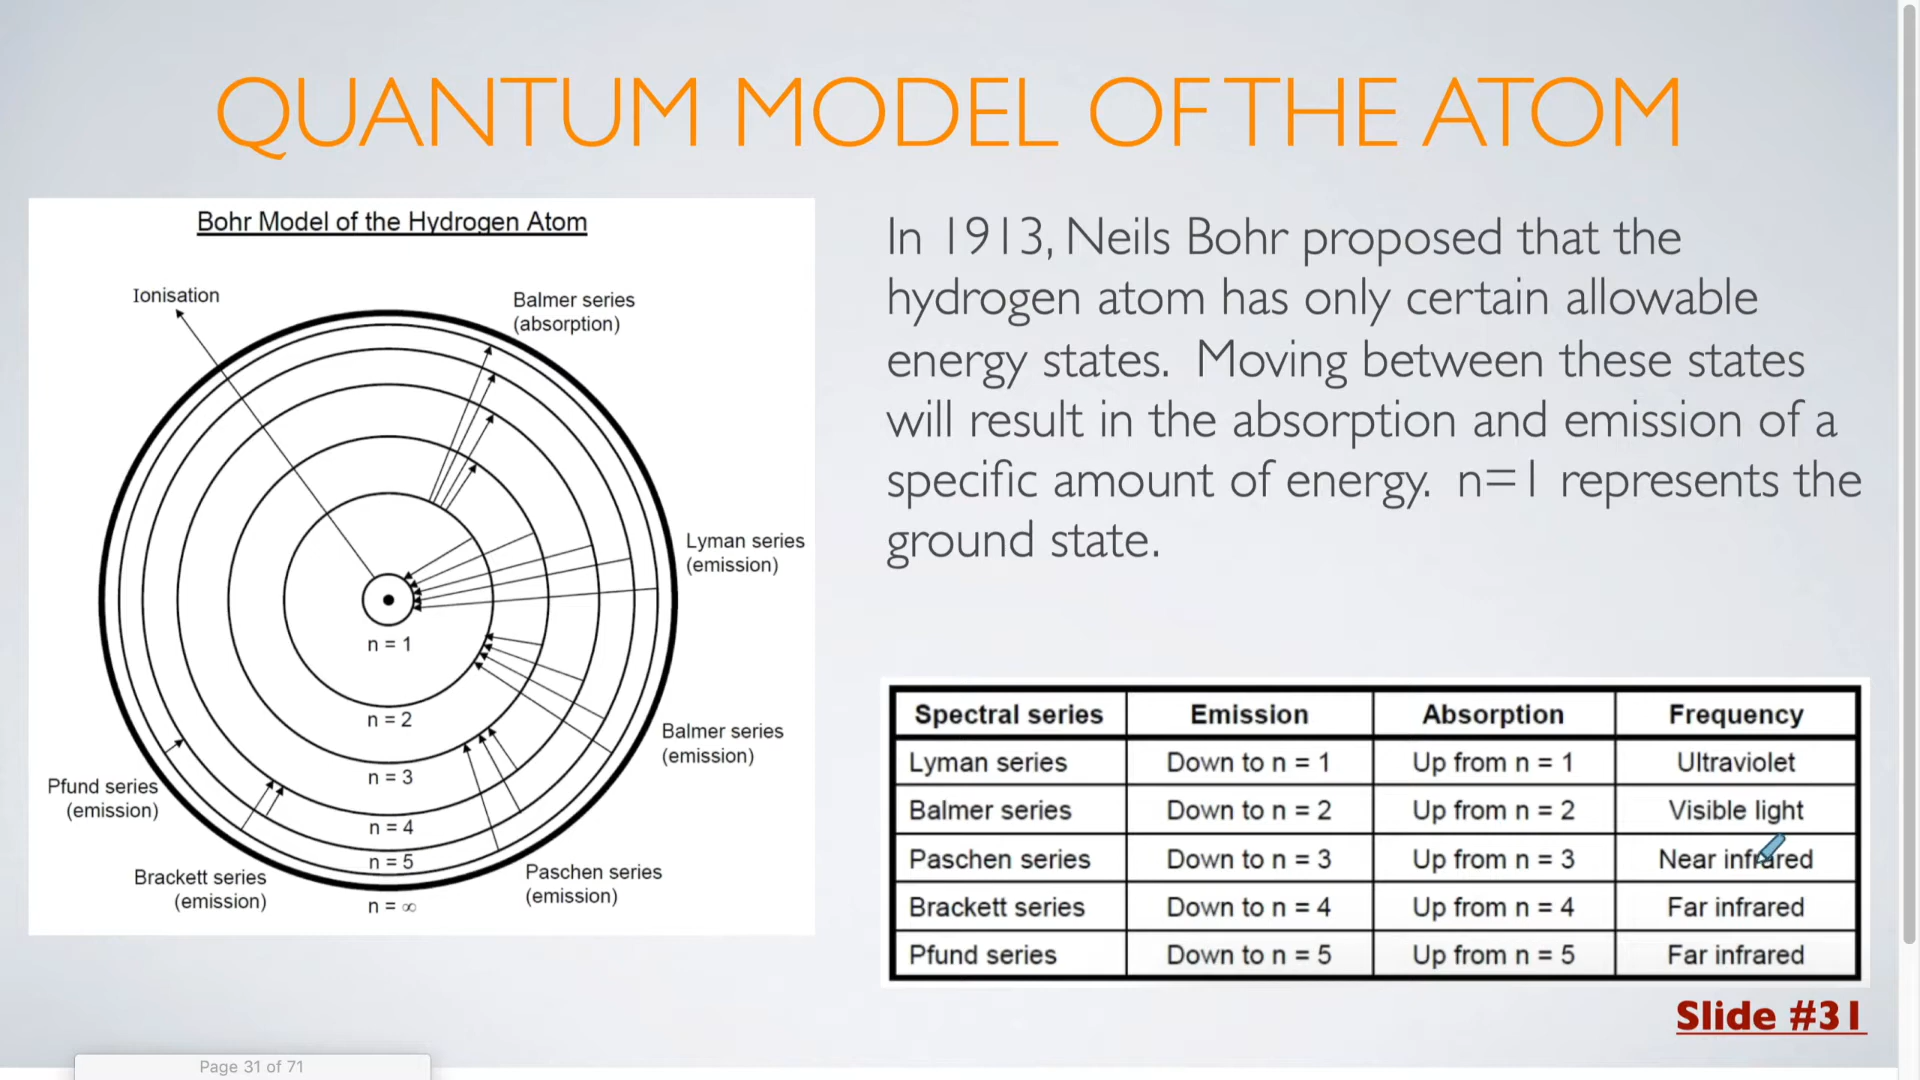 QUANTUM MODEL OF THE ATOM
Bohr Model of the Hydrogen Atom
Ionisation
Balmer series
(absorption)
Lyman series
(emission)
n = 1
n = 2
Balmer series
(emission)
n = 3
Pfund series
(emission)
n = 4
n = 5
Brackett series
(emission)
Paschen series
(emission)
n = ∞
In 1913, Neils Bohr proposed that the
hydrogen atom has only certain allowable
energy states. Moving between these states
will result in the absorption and emission of a
specific amount of energy. n=1 represents the
ground state.
Spectral series Emission Absorption Frequency
Lyman series Down to n = 1 Up from n = 1 Ultraviolet
Balmer series Down to n = 2 Up from n = 2 Visible light
Paschen series Down to n = 3 Up from n = 3 Near infrared
Brackett series Down to n = 4 Up from n = 4 Far infrared
Pfund series Down to n = 5 Up from n = 5 Far infrared
Slide #31
Page 31 of 71